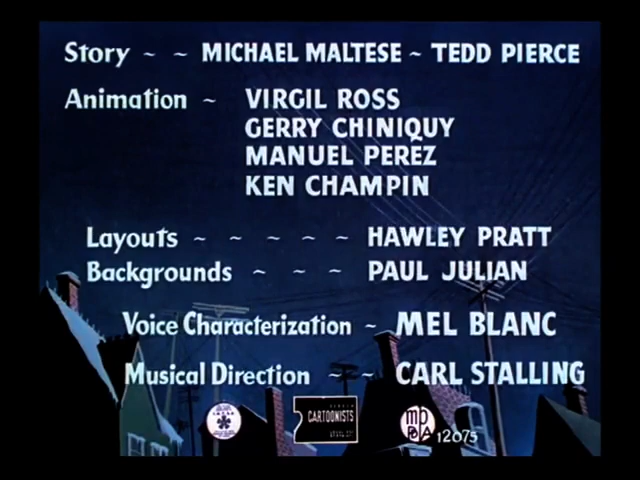 Story ~ ~ MICHAEL MALTESE ~ TEDD PIERCE
Animation ~ VIRGIL ROSS
GERRY CHINIQUY
MANUEL PEREZ
KEN CHAMPIN
Layouts ~ ~ ~ ~ ~ HAWLEY PRATT
Backgrounds ~ ~ ~ PAUL JULIAN
Voice Characterization ~ MEL BLANC
Musical Direction ~ ~ CARL STALLING
CARTOONISTS
12075